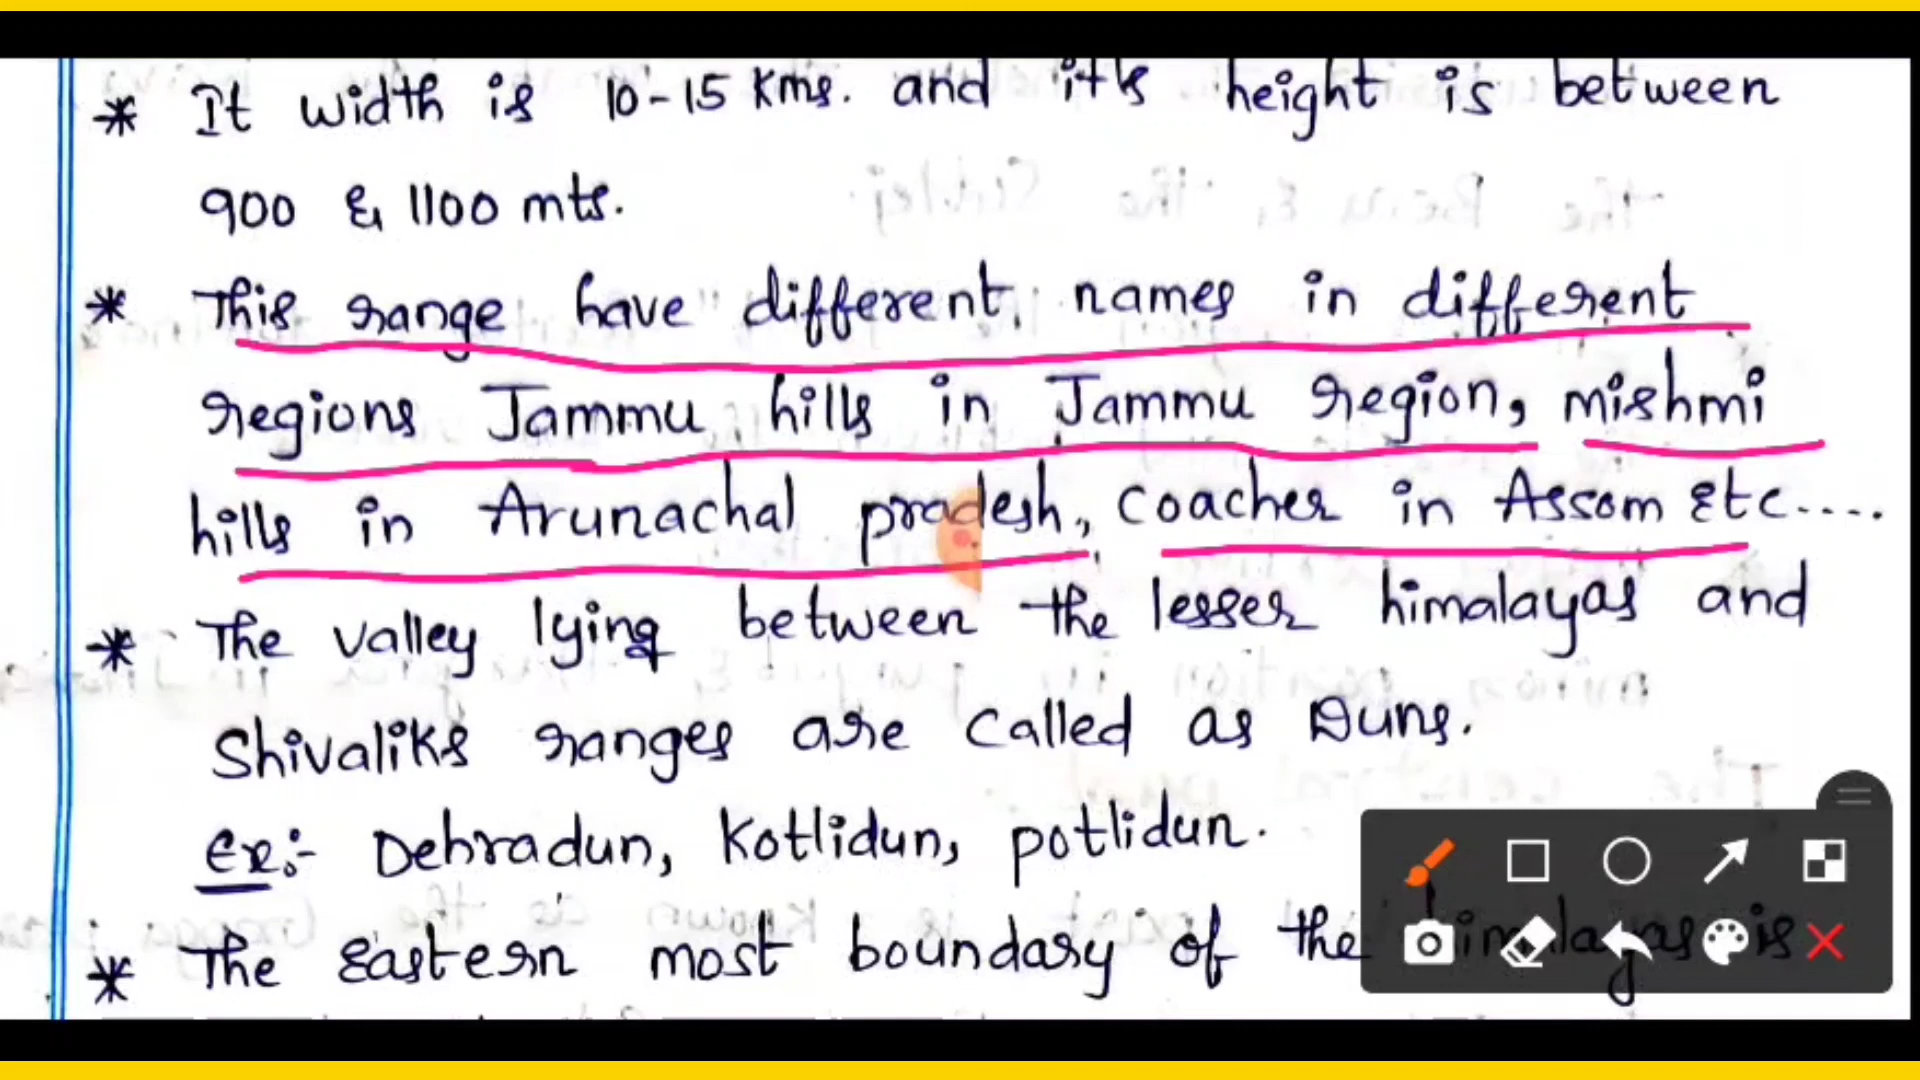 * It width is 10-15 Kms. and it's height is between
900 & 1100 mts.
* This range have different names in different
regions Jammu hills in Jammu region, mishmi
hills in Arunachal pradesh, coacher in Assom Etc....
* The valley lying between the lesser himalayas and
Shivaliks ranges are called as Duns.
Ex:- Dehradun, Kotlidun, potlidun.
* The Eastern most boundary of the himalayas is